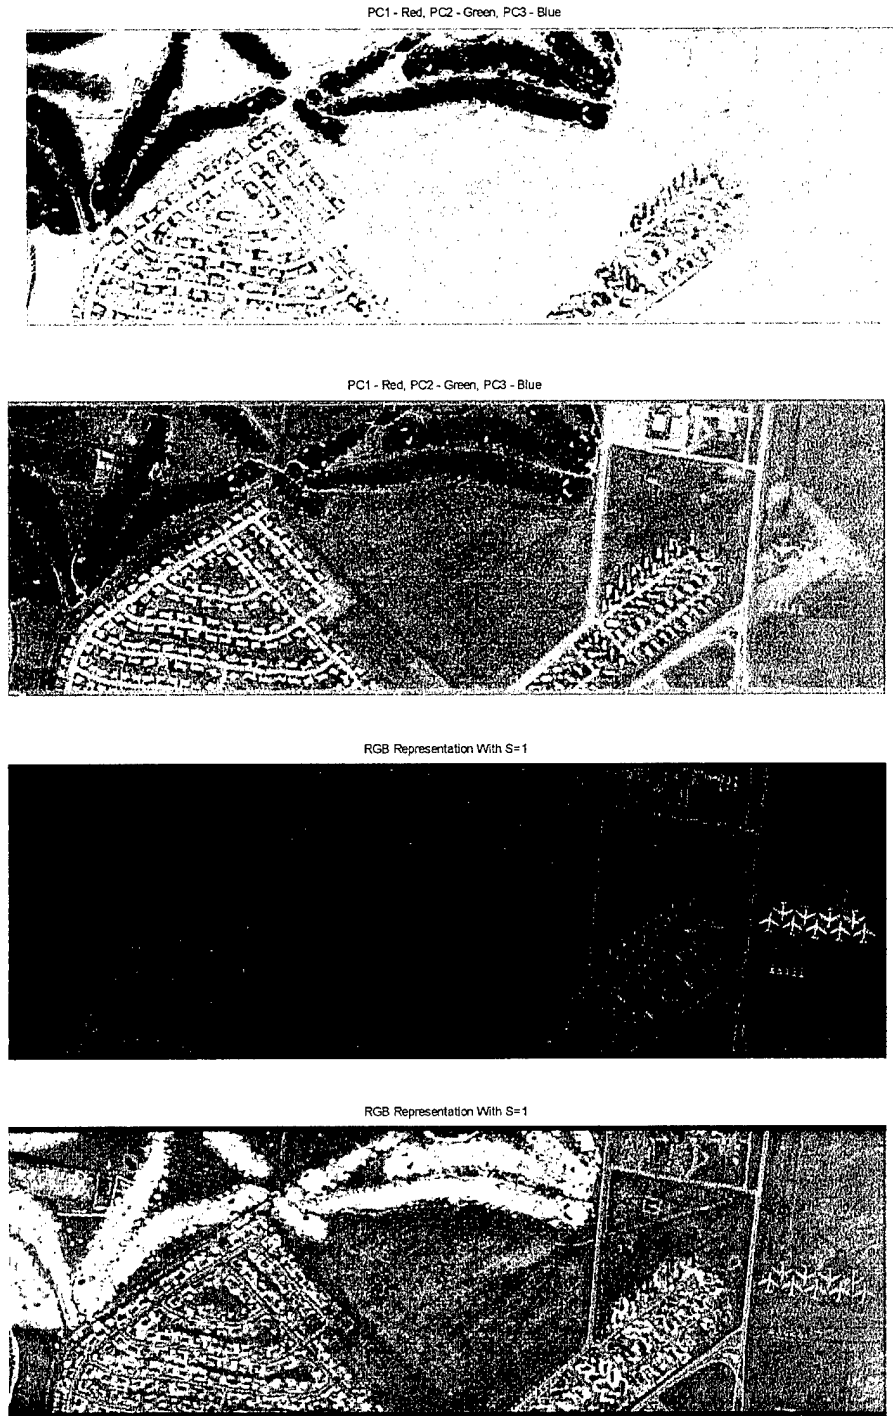 PC1 - Red, PC2 - Green, PC3 - Blue
PC1 - Red, PC2 - Green, PC3 - Blue
RGB Representation With S=1
RGB Representation With S=1